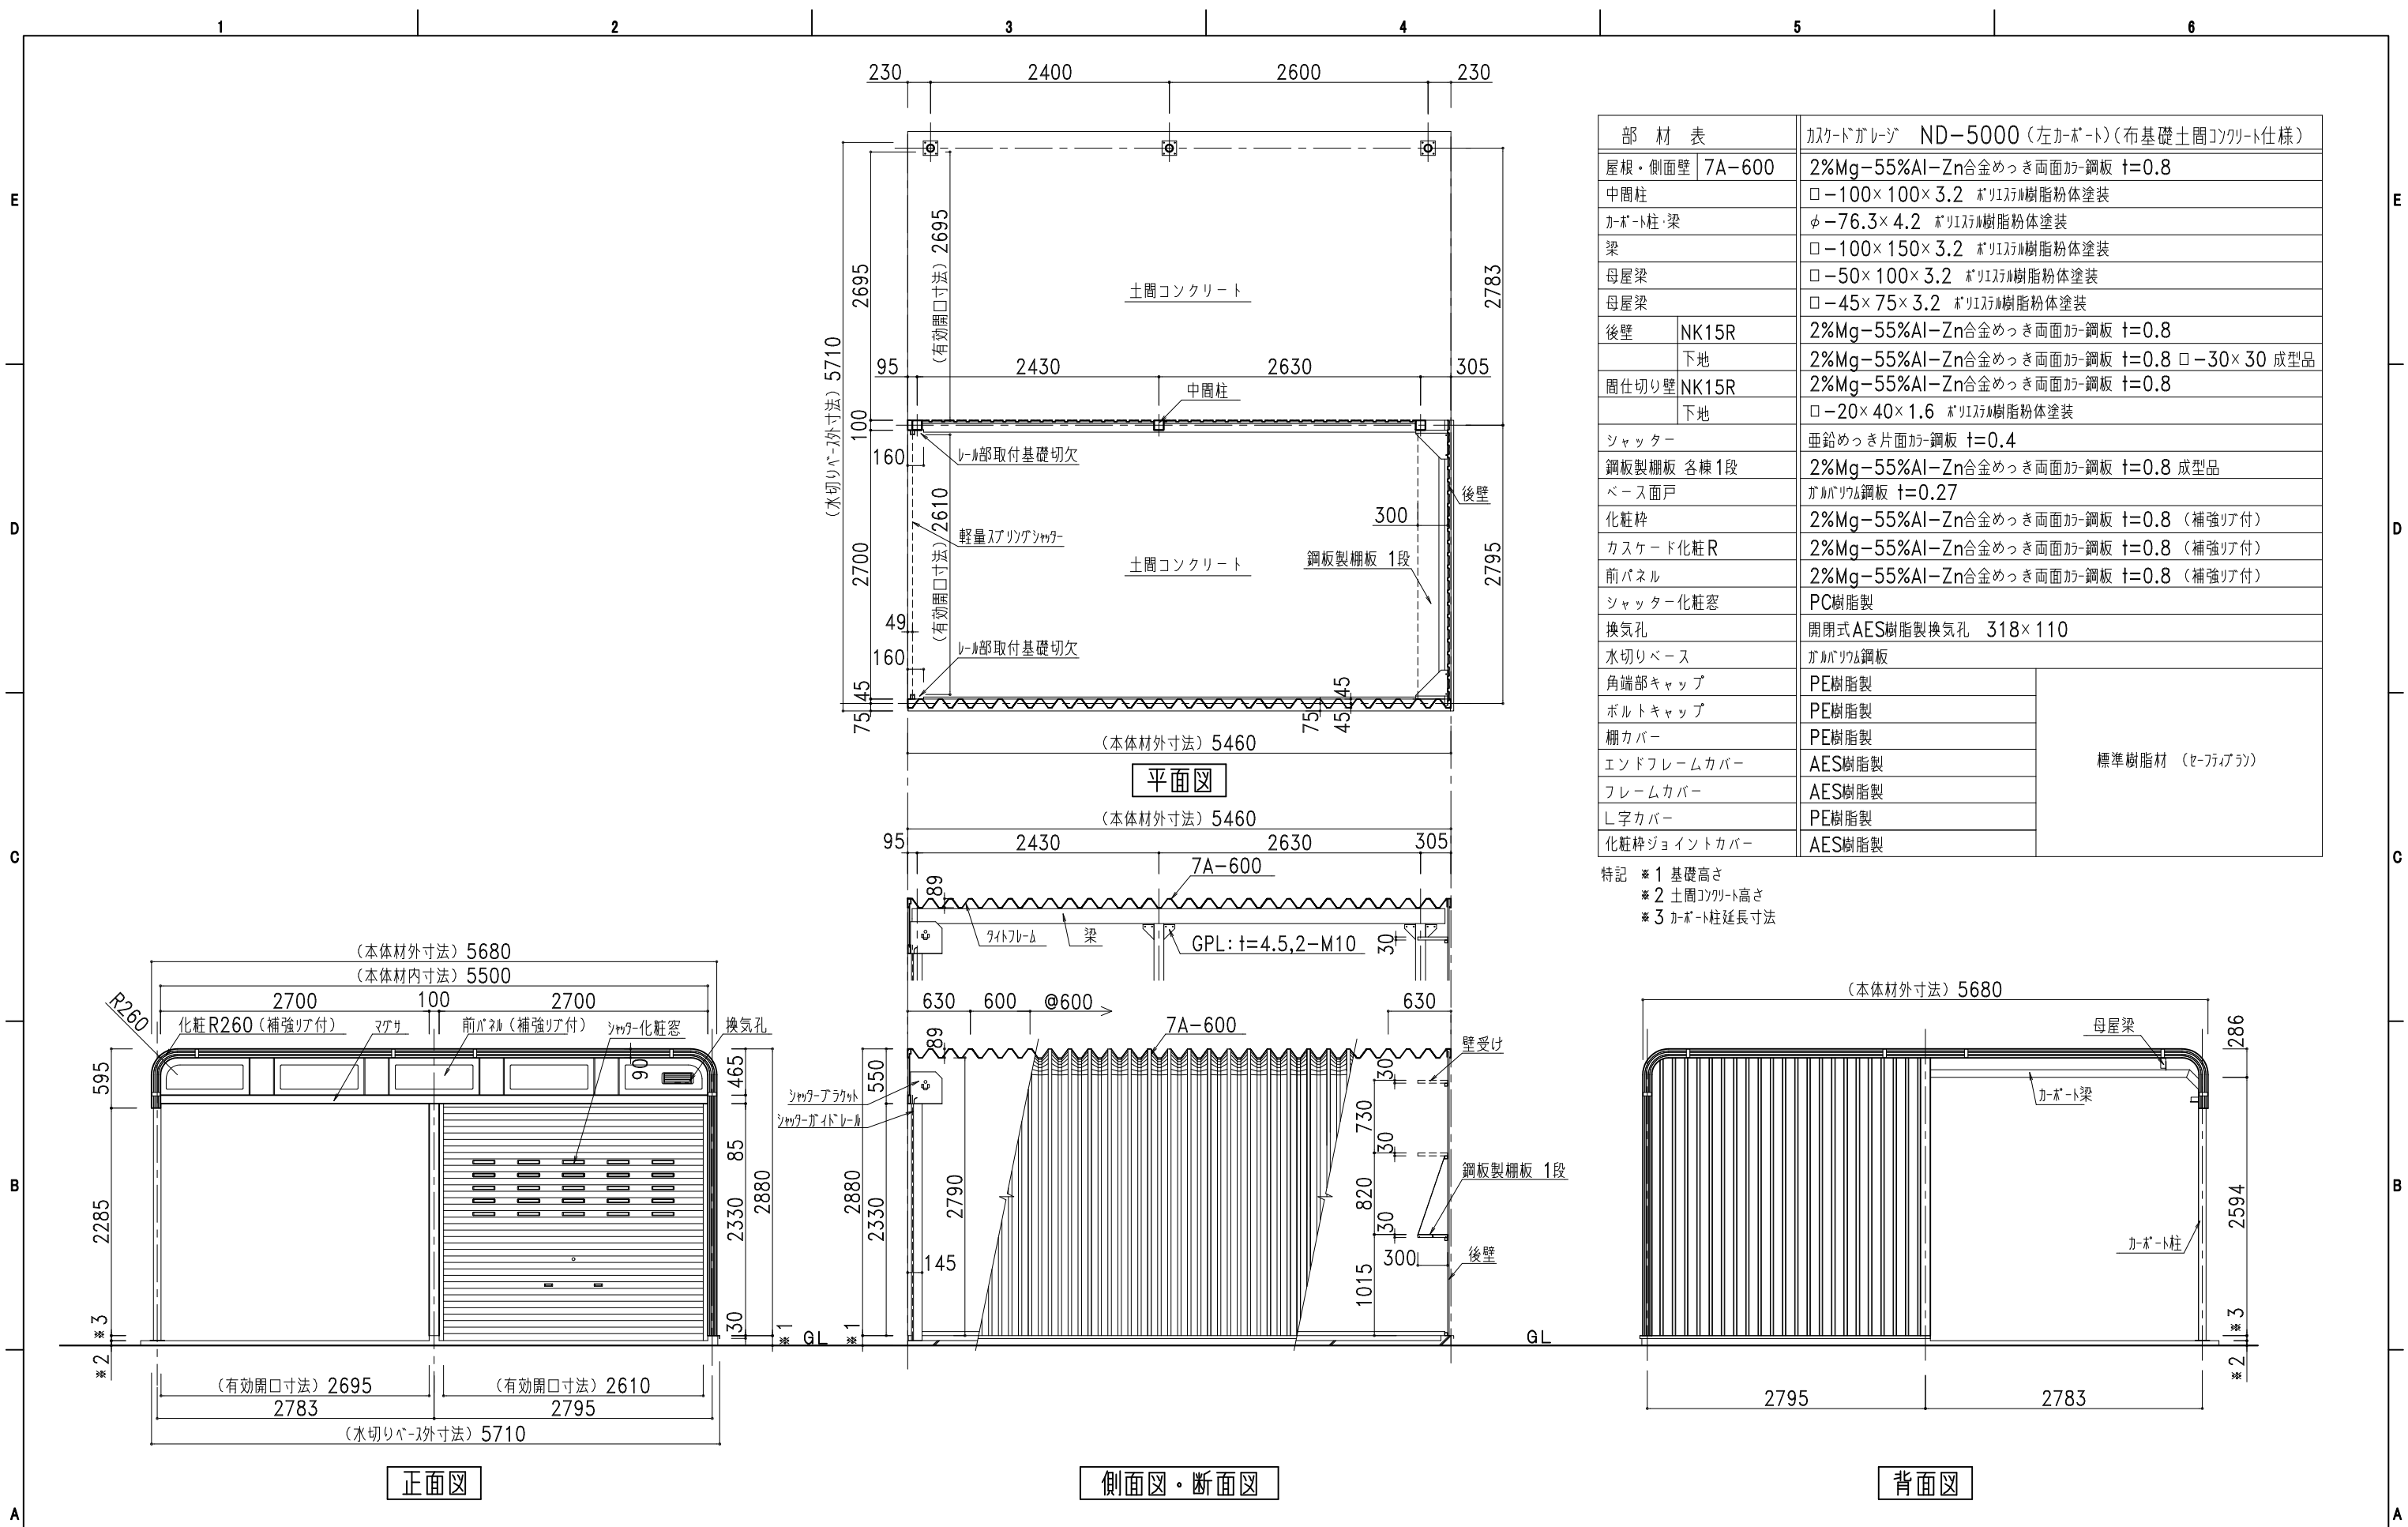 1 2 3 4 5 6
E E
D D
C C
B B
A A
230 2400 2600 230
(水切りベース外寸法) 5710
2695
(有効開口寸法) 2695
土間コンクリート
2783
95 2430 2630 305
中間柱
100
160
レール部取付基礎切欠
後壁
300
2700
(有効開口寸法) 2610
軽量スプリングシャッター
土間コンクリート
鋼板製棚板 1段
2795
49
160
レール部取付基礎切欠
45
75
75
45
45
(本体材外寸法) 5460
平面図
部材表 カスケードガレージ ND-5000(左カーポート)(布基礎土間コンクリート仕様)
屋根・側面壁 7A-600 2%Mg-55%Al-Zn合金めっき両面カラー鋼板 t=0.8
中間柱 □-100×100×3.2 ポリエステル樹脂粉体塗装
カーポート柱・梁 φ-76.3×4.2 ポリエステル樹脂粉体塗装
梁 □-100×150×3.2 ポリエステル樹脂粉体塗装
母屋梁 □-50×100×3.2 ポリエステル樹脂粉体塗装
母屋梁 □-45×75×3.2 ポリエステル樹脂粉体塗装
後壁 NK15R 2%Mg-55%Al-Zn合金めっき両面カラー鋼板 t=0.8
下地 2%Mg-55%Al-Zn合金めっき両面カラー鋼板 t=0.8 □-30×30 成型品
間仕切り壁 NK15R 2%Mg-55%Al-Zn合金めっき両面カラー鋼板 t=0.8
下地 □-20×40×1.6 ポリエステル樹脂粉体塗装
シャッター 亜鉛めっき片面カラー鋼板 t=0.4
鋼板製棚板 各棟1段 2%Mg-55%Al-Zn合金めっき両面カラー鋼板 t=0.8 成型品
ベース面戸 ガルバリウム鋼板 t=0.27
化粧枠 2%Mg-55%Al-Zn合金めっき両面カラー鋼板 t=0.8 (補強リブ付)
カスケード化粧R 2%Mg-55%Al-Zn合金めっき両面カラー鋼板 t=0.8 (補強リブ付)
前パネル 2%Mg-55%Al-Zn合金めっき両面カラー鋼板 t=0.8 (補強リブ付)
シャッター化粧窓 PC樹脂製
換気孔 開閉式AES樹脂製換気孔 318×110
水切りベース ガルバリウム鋼板
角端部キャップ PE樹脂製
ボルトキャップ PE樹脂製
棚カバー PE樹脂製
エンドフレームカバー AES樹脂製
フレームカバー AES樹脂製
L字カバー PE樹脂製
化粧枠ジョイントカバー AES樹脂製
標準樹脂材 (セーフティプラン)
特記 ※1 基礎高さ
※2 土間コンクリート高さ
※3 カーポート柱延長寸法
(本体材外寸法) 5680
(本体材内寸法) 5500
2700 100 2700
R260
化粧R260(補強リブ付)
マグサ
前パネル(補強リブ付)
シャッター化粧窓
換気孔
595
2285
※3
※2
90
465
85
2330
30
2880
※1
GL
(有効開口寸法) 2695
(有効開口寸法) 2610
2783 2795
(水切りベース外寸法) 5710
正面図
(本体材外寸法) 5460
95 2430 2630 305
7A-600
89
タイトフレーム
梁
GPL: t=4.5,2-M10
30
630 600 @600 630
7A-600
89
壁受け
550
シャッターブラケット
シャッターガイドレール
2880
2330
※1
2790
145
30
730
30
820
30
300
1015
鋼板製棚板 1段
後壁
GL
側面図・断面図
(本体材外寸法) 5680
母屋梁
286
カーポート梁
2594
カーポート柱
※3
※2
2795 2783
背面図